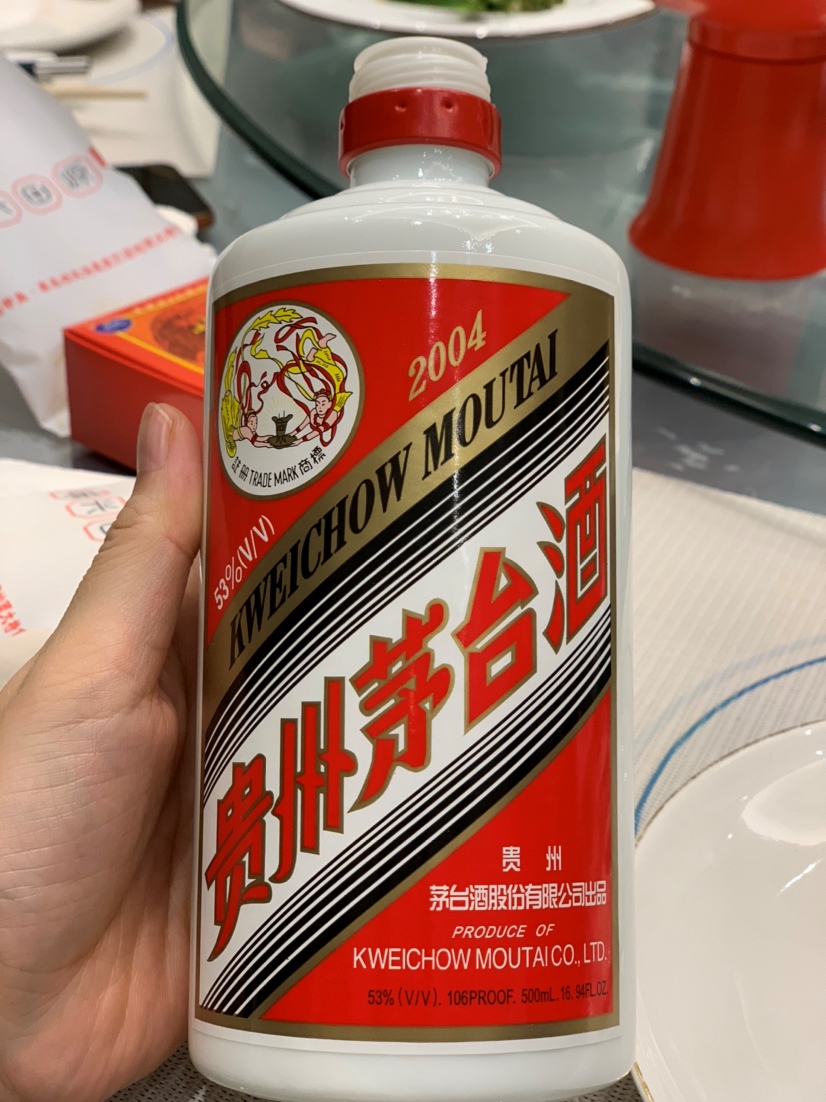 2004
KWEICHOW MOUTAI
註册 TRADE MARK 商標
53%(V/V)
贵州茅台酒
贵 州
茅台酒股份有限公司出品
PRODUCE OF
KWEICHOW MOUTAI CO., LTD.
53% (V/V). 106PROOF. 500mL. 16. 94FL.OZ.